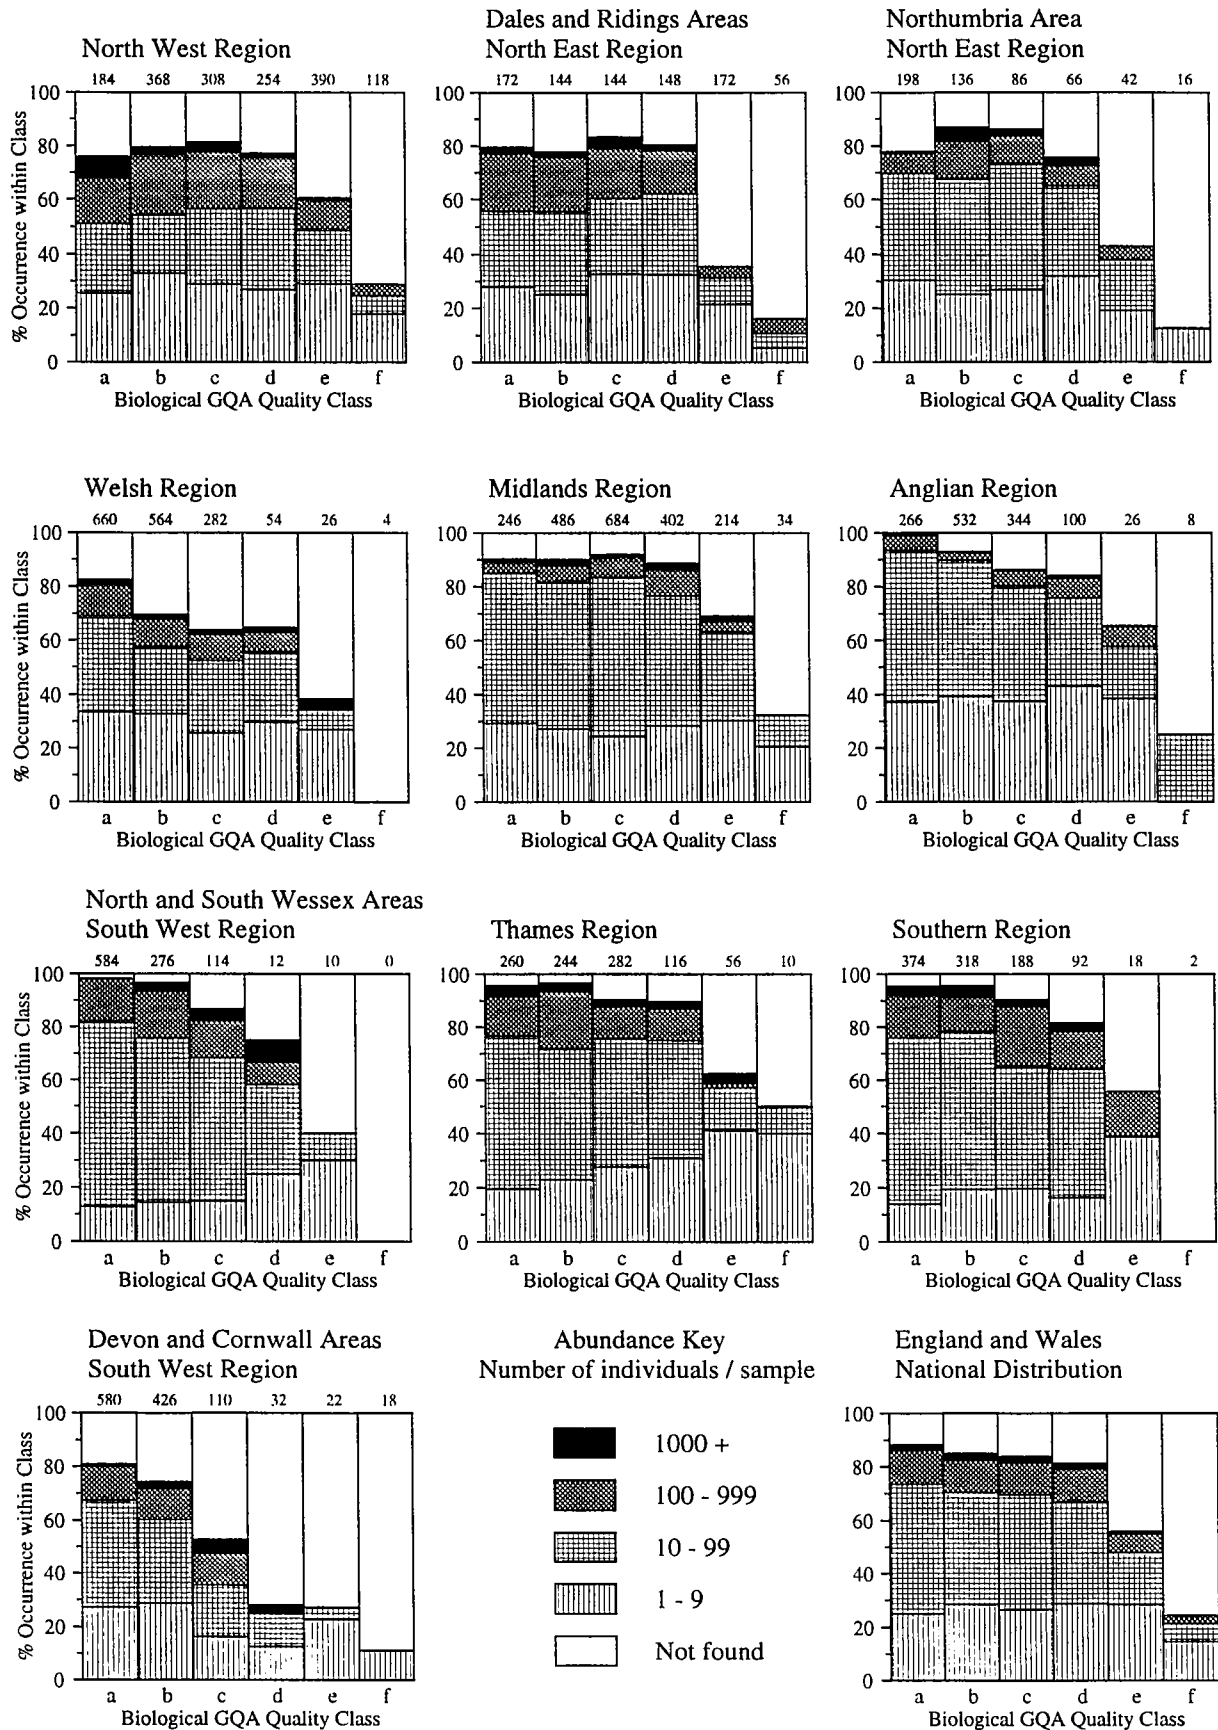 North West Region
184 368 308 254 390 118
% Occurrence within Class
100
80
60
40
20
0
a b c d e f
Biological GQA Quality Class
Dales and Ridings Areas
North East Region
172 144 144 148 172 56
100
80
60
40
20
0
a b c d e f
Biological GQA Quality Class
Northumbria Area
North East Region
198 136 86 66 42 16
100
80
60
40
20
0
a b c d e f
Biological GQA Quality Class
Welsh Region
660 564 282 54 26 4
% Occurrence within Class
100
80
60
40
20
0
a b c d e f
Biological GQA Quality Class
Midlands Region
246 486 684 402 214 34
100
80
60
40
20
0
a b c d e f
Biological GQA Quality Class
Anglian Region
266 532 344 100 26 8
100
80
60
40
20
0
a b c d e f
Biological GQA Quality Class
North and South Wessex Areas
South West Region
584 276 114 12 10 0
% Occurrence within Class
100
80
60
40
20
0
a b c d e f
Biological GQA Quality Class
Thames Region
260 244 282 116 56 10
100
80
60
40
20
0
a b c d e f
Biological GQA Quality Class
Southern Region
374 318 188 92 18 2
100
80
60
40
20
0
a b c d e f
Biological GQA Quality Class
Devon and Cornwall Areas
South West Region
580 426 110 32 22 18
% Occurrence within Class
100
80
60
40
20
0
a b c d e f
Biological GQA Quality Class
Abundance Key
Number of individuals / sample
1000 +
100 - 999
10 - 99
1 - 9
Not found
England and Wales
National Distribution
100
80
60
40
20
0
a b c d e f
Biological GQA Quality Class